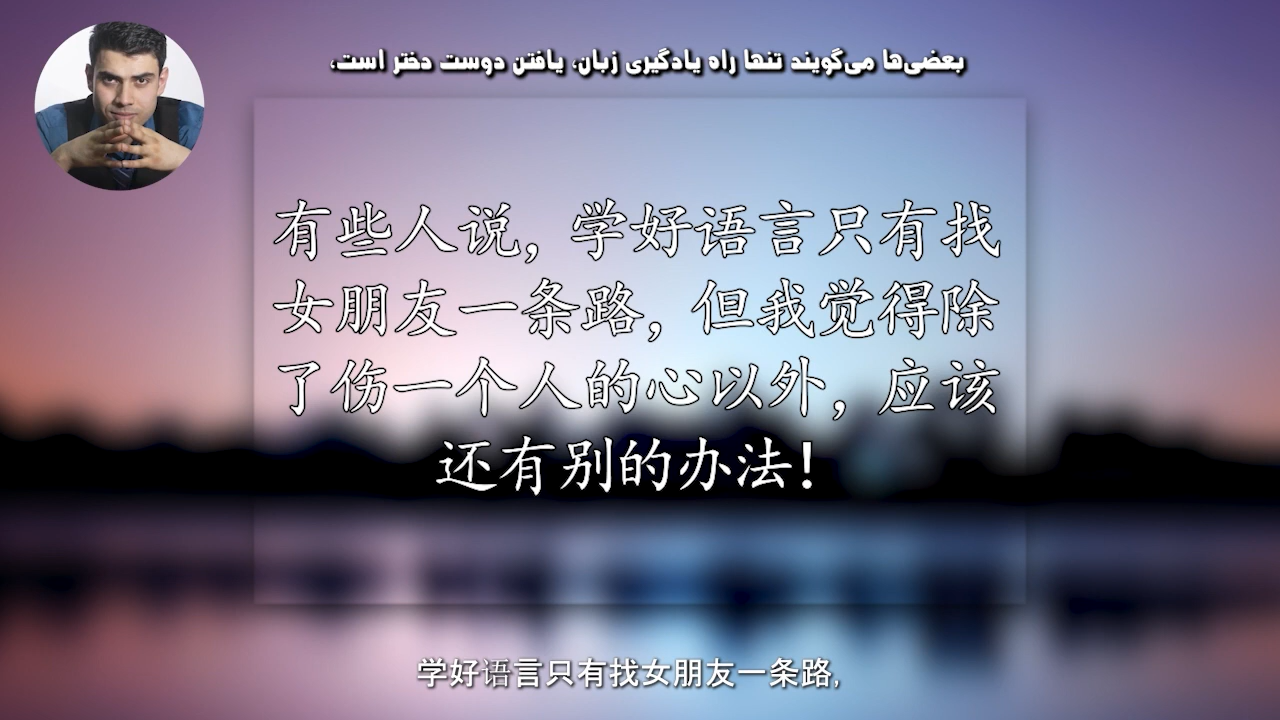 بعضی‌ها می‌گویند تنها راه یادگیری زبان، یافتن دوست دختر است،
有些人说，学好语言只有找
女朋友一条路，但我觉得除
了伤一个人的心以外，应该
还有别的办法！
学好语言只有找女朋友一条路,